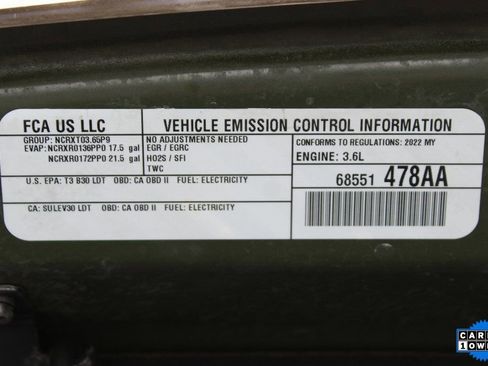 FCA US LLC
VEHICLE EMISSION CONTROL INFORMATION
GROUP: NCRXT03.65P9
EVAP: NCRXR0136PP0 17.5 gal
NCRXR0172PP0 21.5 gal
NO ADJUSTMENTS NEEDED
EGR / EGRC
HO2S / SFI
TWC
CONFORMS TO REGULATIONS: 2022 MY
ENGINE: 3.6L
68551 478AA
U.S. EPA: T3 B30 LDT OBD: CA OBD II FUEL: ELECTRICITY
CA: SULEV30 LDT OBD: CA OBD II FUEL: ELECTRICITY